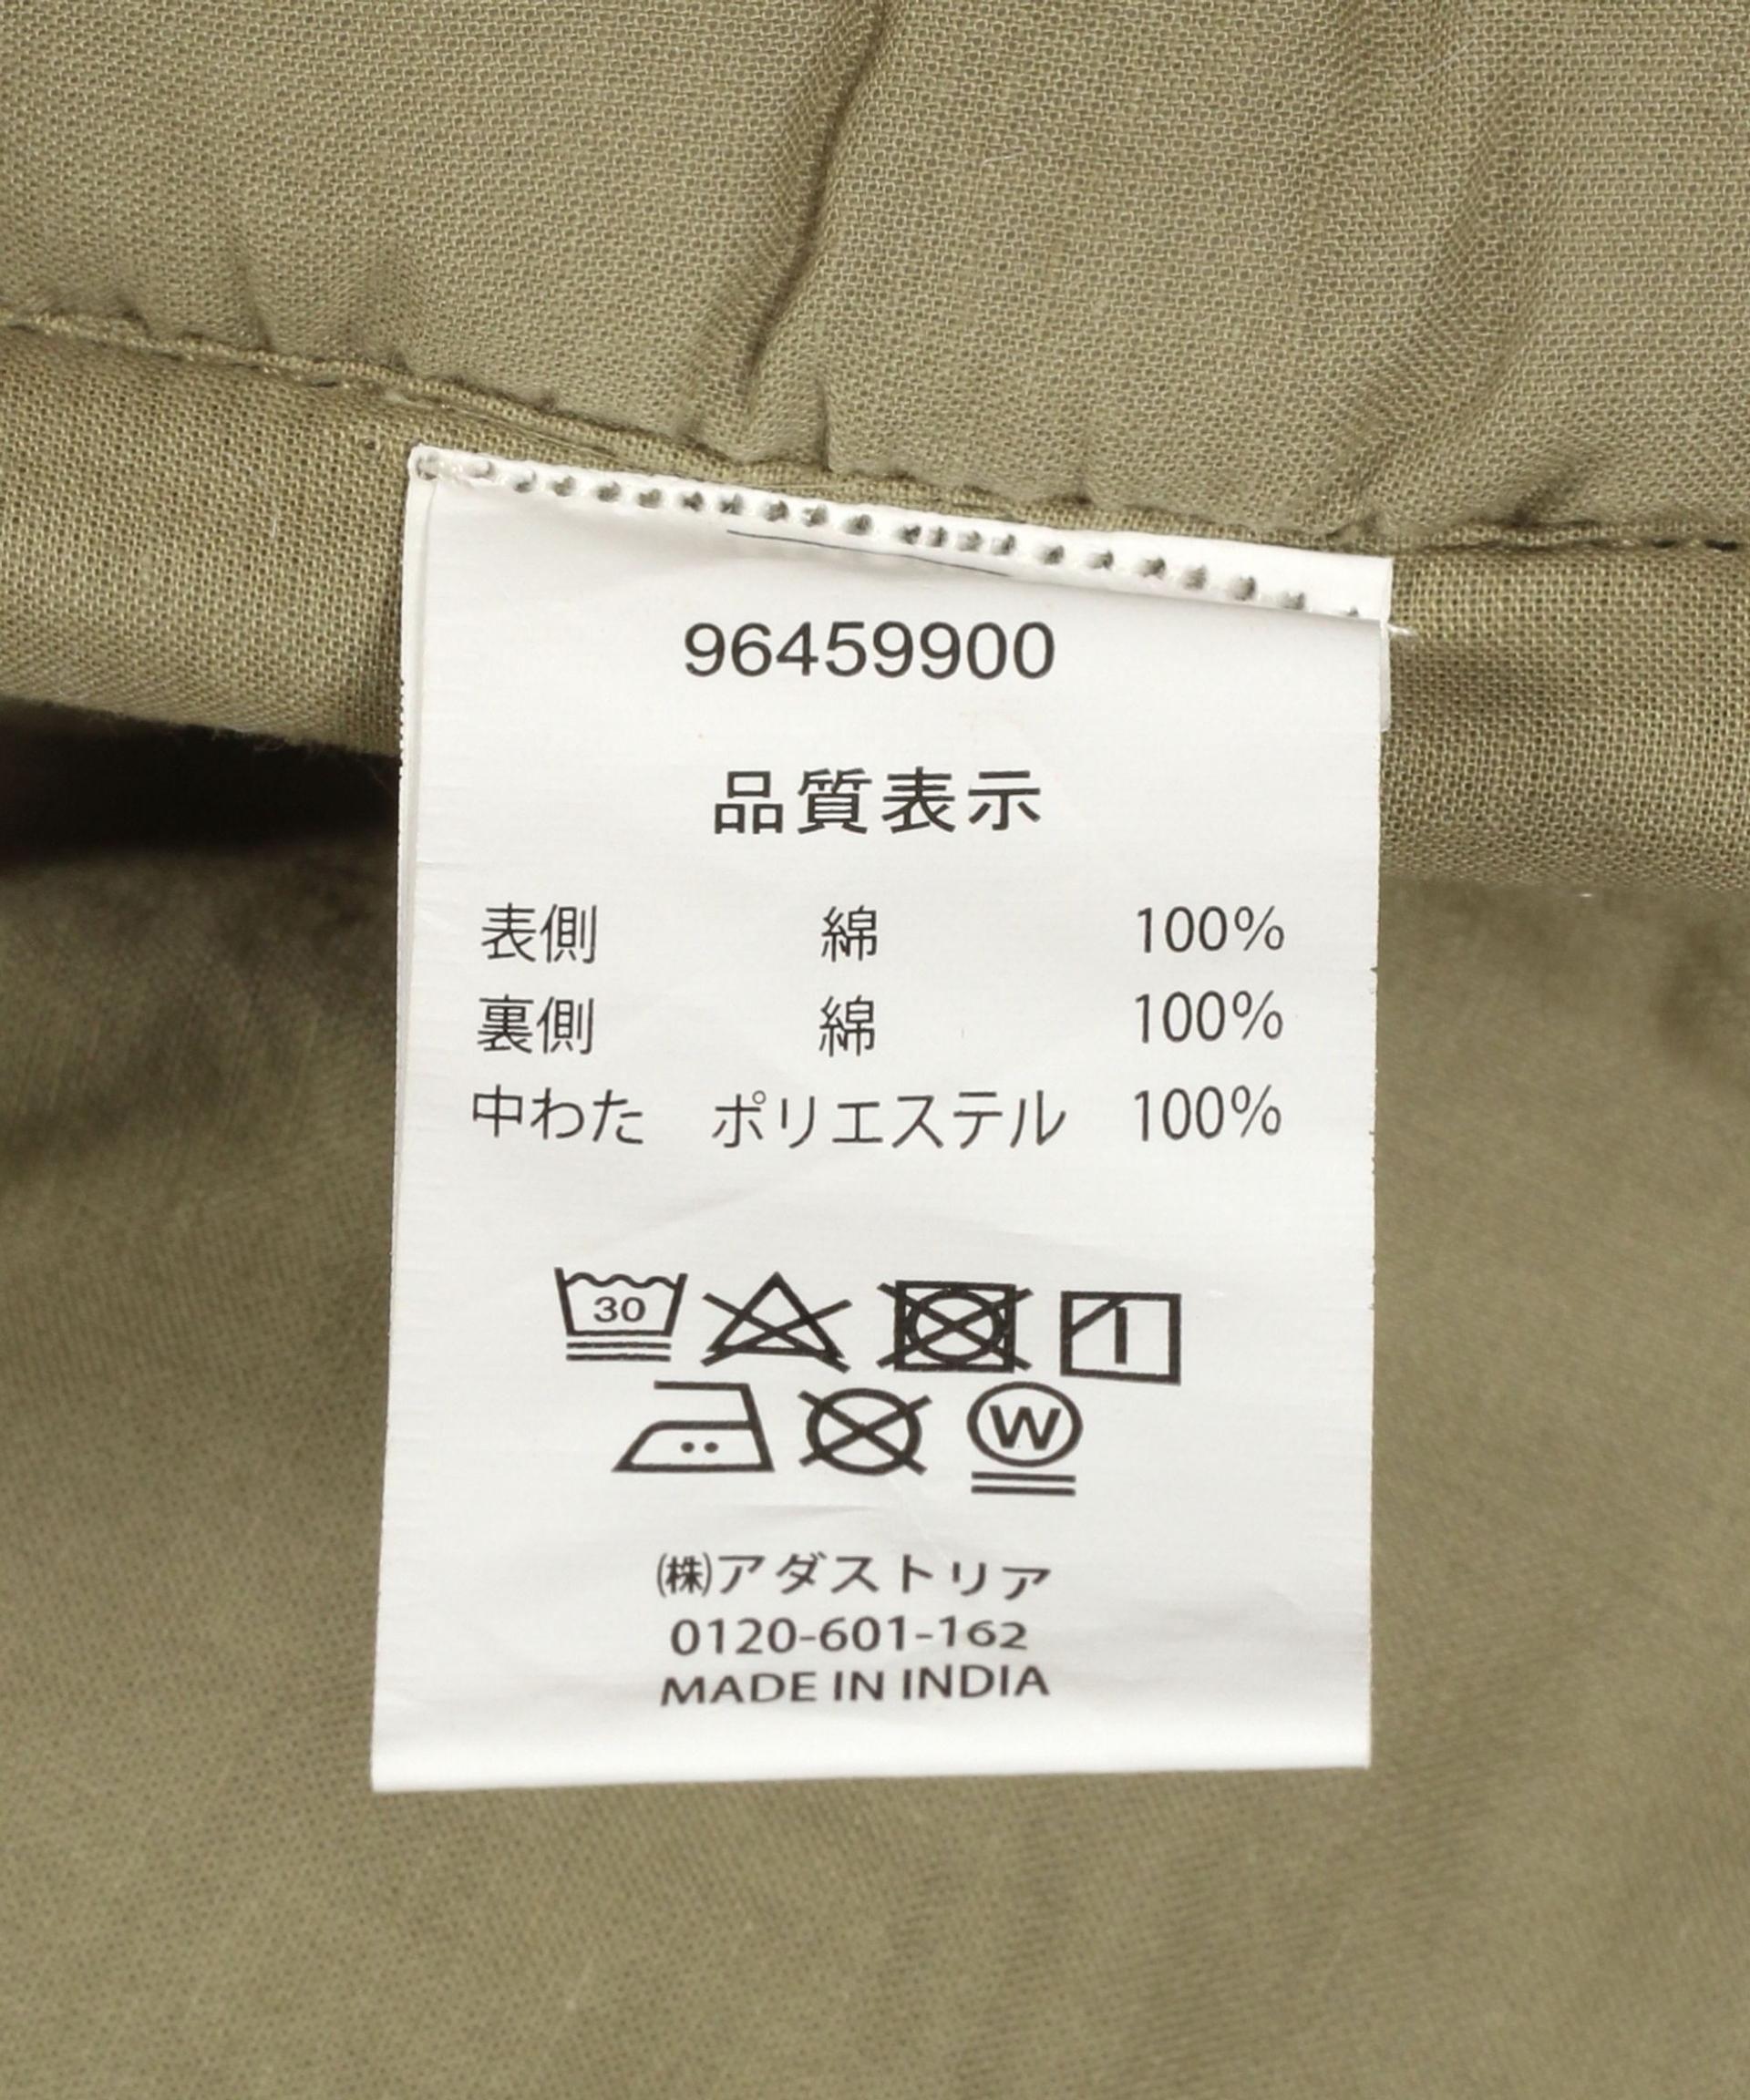 96459900
品質表示
表側 綿 100%
裏側 綿 100%
中わた ポリエステル 100%
30
W
㈱アダストリア
0120-601-162
MADE IN INDIA